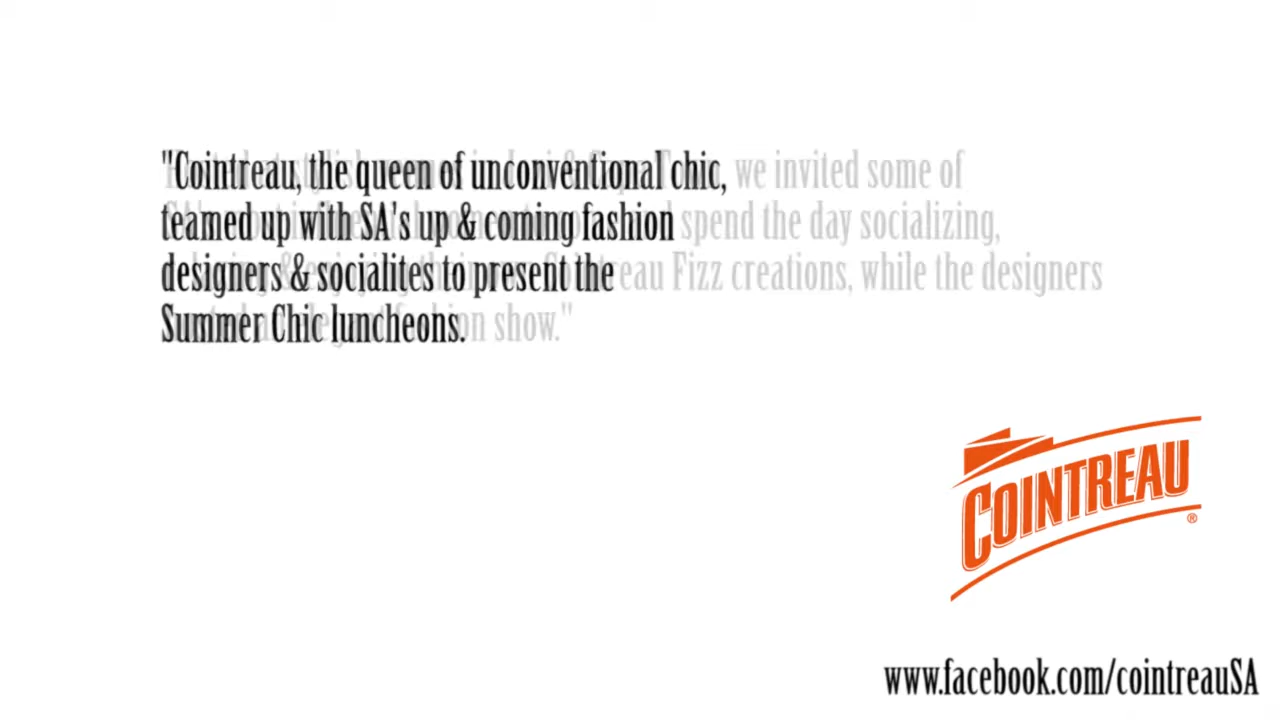 "Cointreau, the queen of unconventional chic,
teamed up with SA's up & coming fashion
designers & socialites to present the
Summer Chic luncheons.
we invited some of
spend the day socializing,
Fizz creations, while the designers
show."
COINTREAU
®
www.facebook.com/cointreauSA